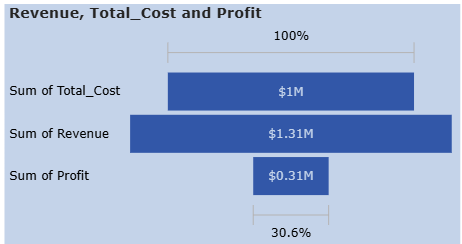 Revenue, Total_Cost and Profit
100%
Sum of Total_Cost $1M
Sum of Revenue $1.31M
Sum of Profit $0.31M
30.6%